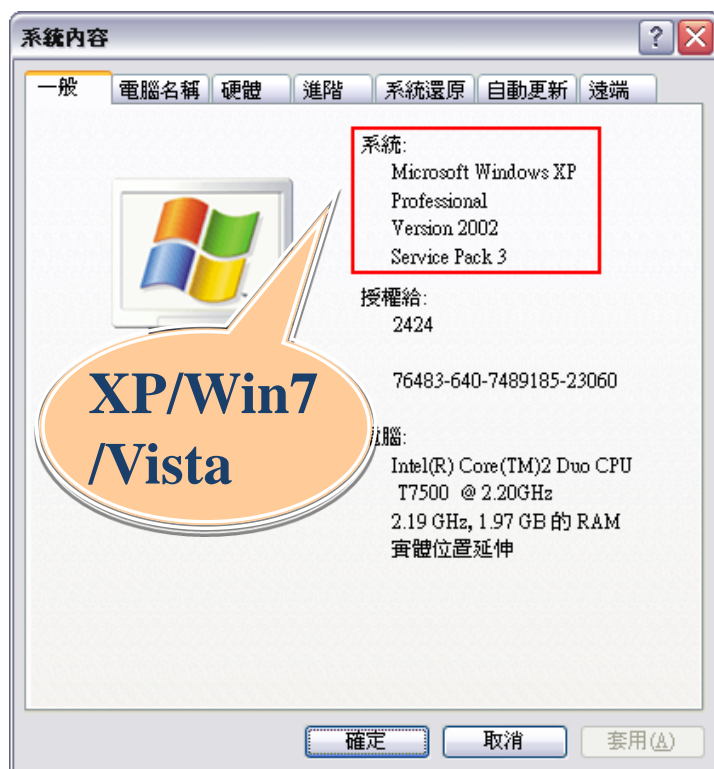 系統內容
一般 電腦名稱 硬體 進階 系統還原 自動更新 遠端
系統:
Microsoft Windows XP
Professional
Version 2002
Service Pack 3
授權給:
2424
76483-640-7489185-23060
XP/Win7
/Vista
電腦:
Intel(R) Core(TM)2 Duo CPU
T7500 @ 2.20GHz
2.19 GHz, 1.97 GB 的 RAM
實體位置延伸
確定 取消 套用(A)